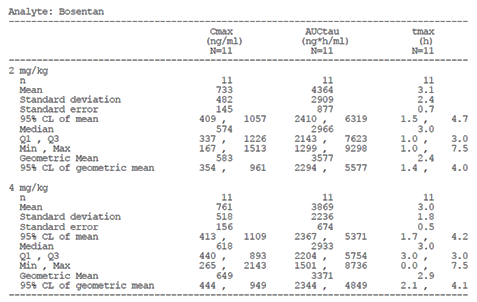 Analyte: Bosentan
Cmax AUCtau tmax
(ng/ml) (ng*h/ml) (h)
N=11 N=11 N=11
2 mg/kg
n 11 11 11
Mean 733 4364 3.1
Standard deviation 482 2909 2.4
Standard error 145 877 0.7
95% CL of mean 409 , 1057 2410 , 6319 1.5 , 4.7
Median 574 2966 3.0
Q1 , Q3 337 , 1226 2143 , 7623 1.0 , 3.0
Min , Max 167 , 1513 1299 , 9298 1.0 , 7.5
Geometric Mean 583 3577 2.4
95% CL of geometric mean 354 , 961 2294 , 5577 1.4 , 4.0
4 mg/kg
n 11 11 11
Mean 761 3869 3.0
Standard deviation 518 2236 1.8
Standard error 156 674 0.5
95% CL of mean 413 , 1109 2367 , 5371 1.7 , 4.2
Median 618 2933 3.0
Q1 , Q3 440 , 893 2204 , 5754 3.0 , 3.0
Min , Max 265 , 2143 1501 , 8736 0.0 , 7.5
Geometric Mean 649 3371 2.9
95% CL of geometric mean 444 , 949 2344 , 4849 2.1 , 4.1